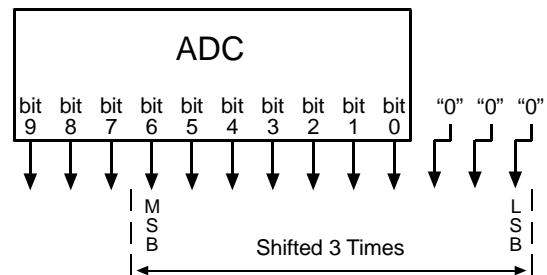 ADC
bit bit bit bit bit bit bit bit bit bit “0” “0” “0”
9 8 7 6 5 4 3 2 1 0
M L
S S
B B
Shifted 3 Times